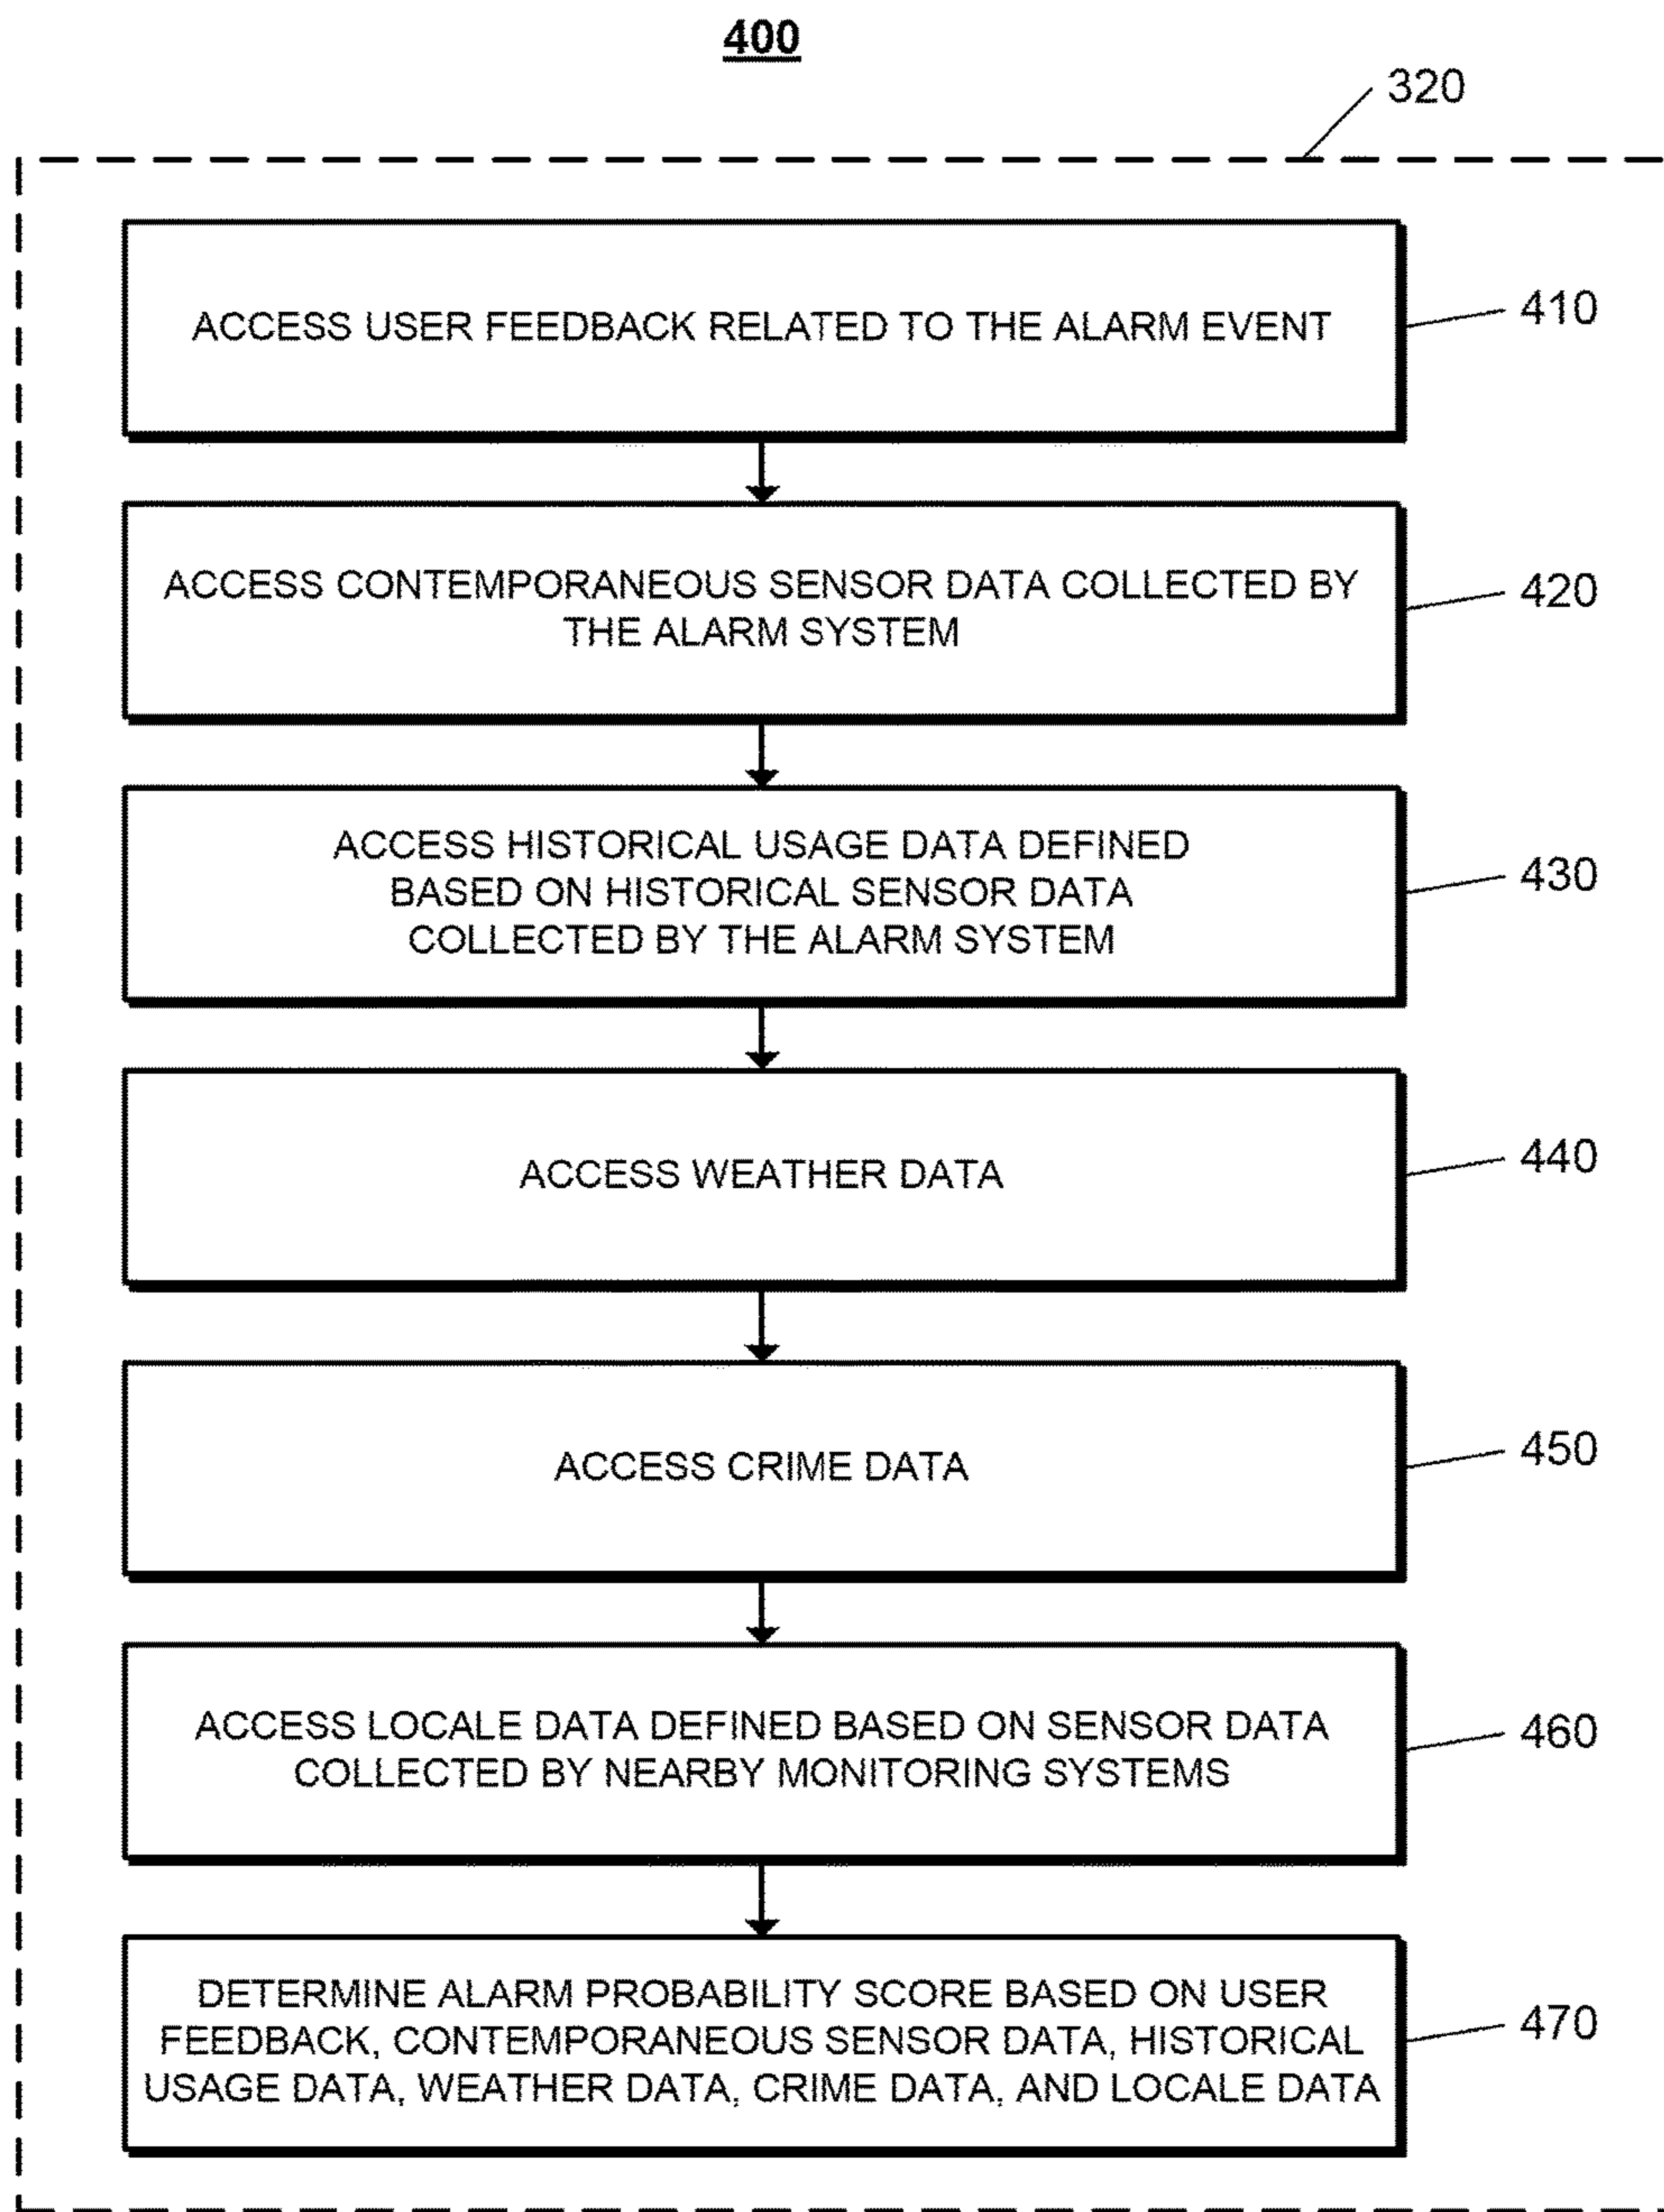 400
320
ACCESS USER FEEDBACK RELATED TO THE ALARM EVENT
410
ACCESS CONTEMPORANEOUS SENSOR DATA COLLECTED BY
THE ALARM SYSTEM
420
ACCESS HISTORICAL USAGE DATA DEFINED
BASED ON HISTORICAL SENSOR DATA
COLLECTED BY THE ALARM SYSTEM
430
ACCESS WEATHER DATA
440
ACCESS CRIME DATA
450
ACCESS LOCALE DATA DEFINED BASED ON SENSOR DATA
COLLECTED BY NEARBY MONITORING SYSTEMS
460
DETERMINE ALARM PROBABILITY SCORE BASED ON USER
FEEDBACK, CONTEMPORANEOUS SENSOR DATA, HISTORICAL
USAGE DATA, WEATHER DATA, CRIME DATA, AND LOCALE DATA
470